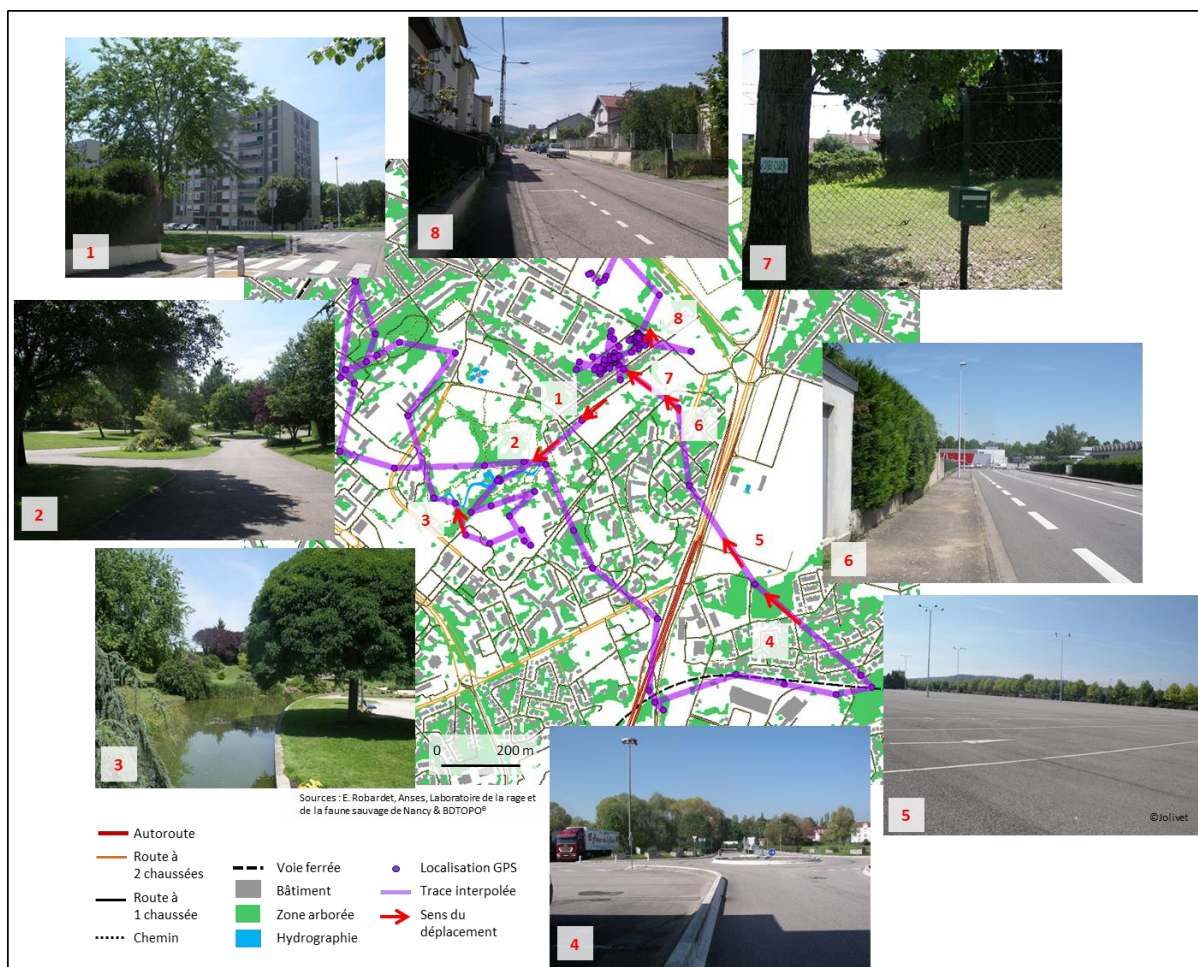 1
8
7
2
6
3
4
5
©Jolivet
8
7
1
6
2
3
5
4
0 200 m
Sources : E. Robardet, Anses, Laboratoire de la rage et
de la faune sauvage de Nancy & BDTOPO®
Autoroute
Route à
2 chaussées
Route à
1 chaussée
Chemin
Voie ferrée
Bâtiment
Zone arborée
Hydrographie
Localisation GPS
Trace interpolée
Sens du
déplacement